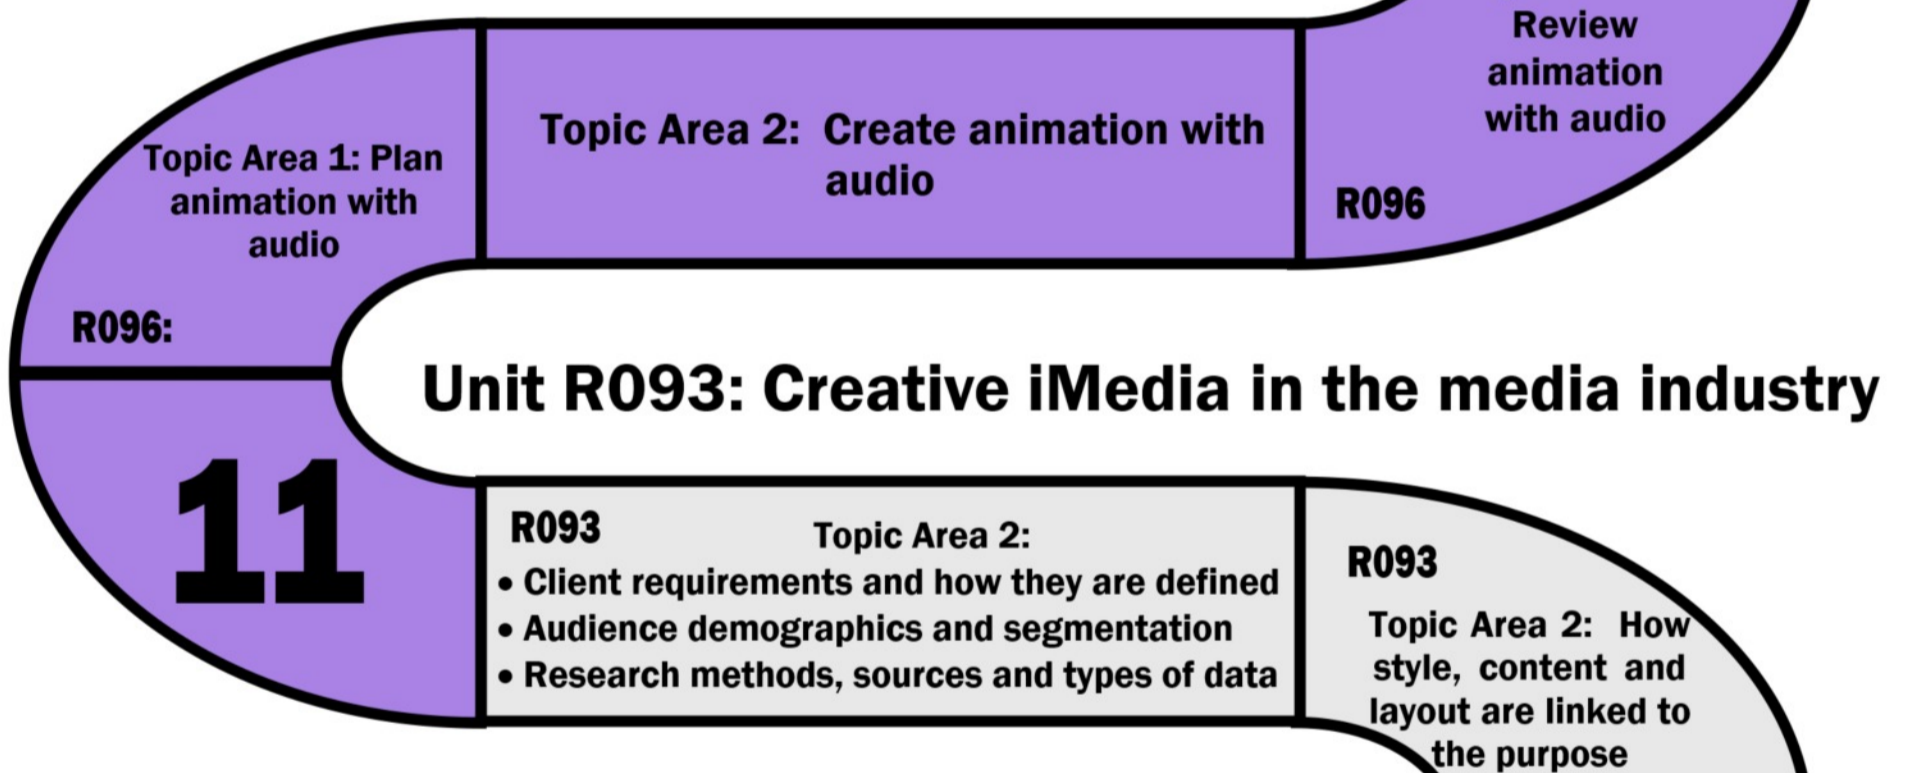 Review
animation
with audio
R096
Topic Area 2: Create animation with
audio
Topic Area 1: Plan
animation with
audio
R096:
Unit R093: Creative iMedia in the media industry
11
R093
Topic Area 2:
• Client requirements and how they are defined
• Audience demographics and segmentation
• Research methods, sources and types of data
R093
Topic Area 2: How
style, content and
layout are linked to
the purpose